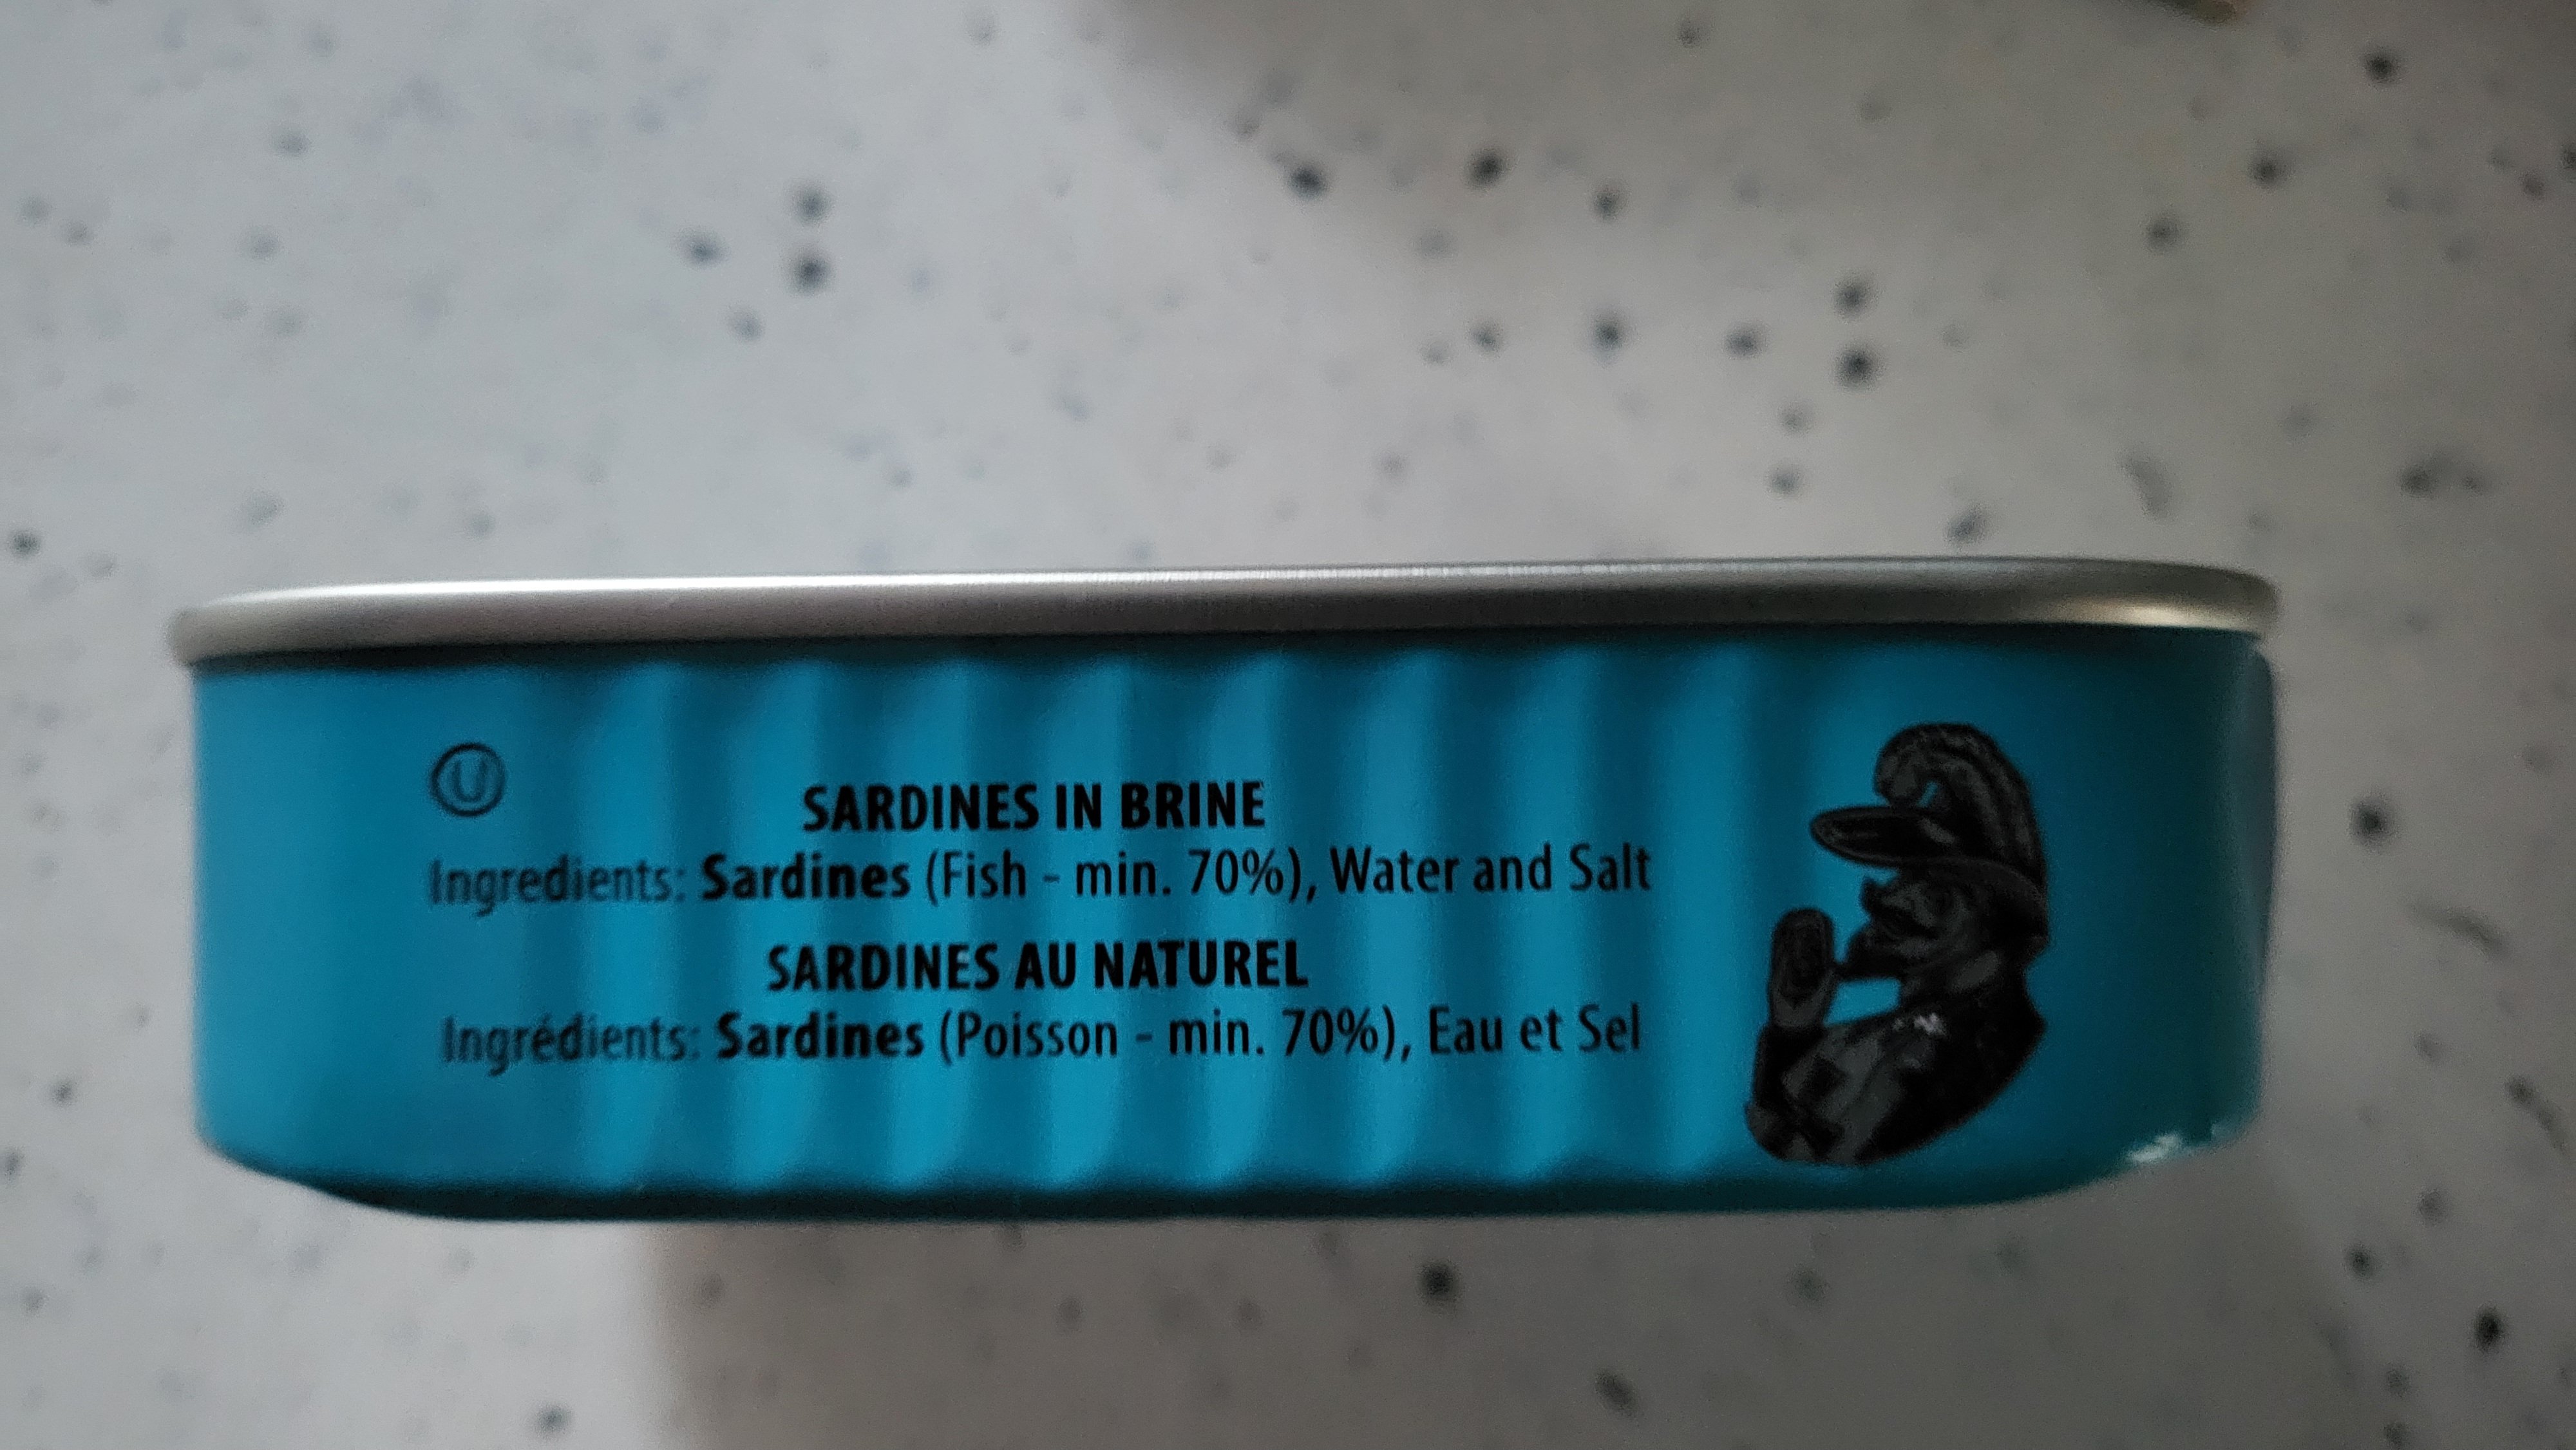 Ⓤ
SARDINES IN BRINE
Ingredients: Sardines (Fish - min. 70%), Water and Salt
SARDINES AU NATUREL
Ingrédients: Sardines (Poisson - min. 70%), Eau et Sel